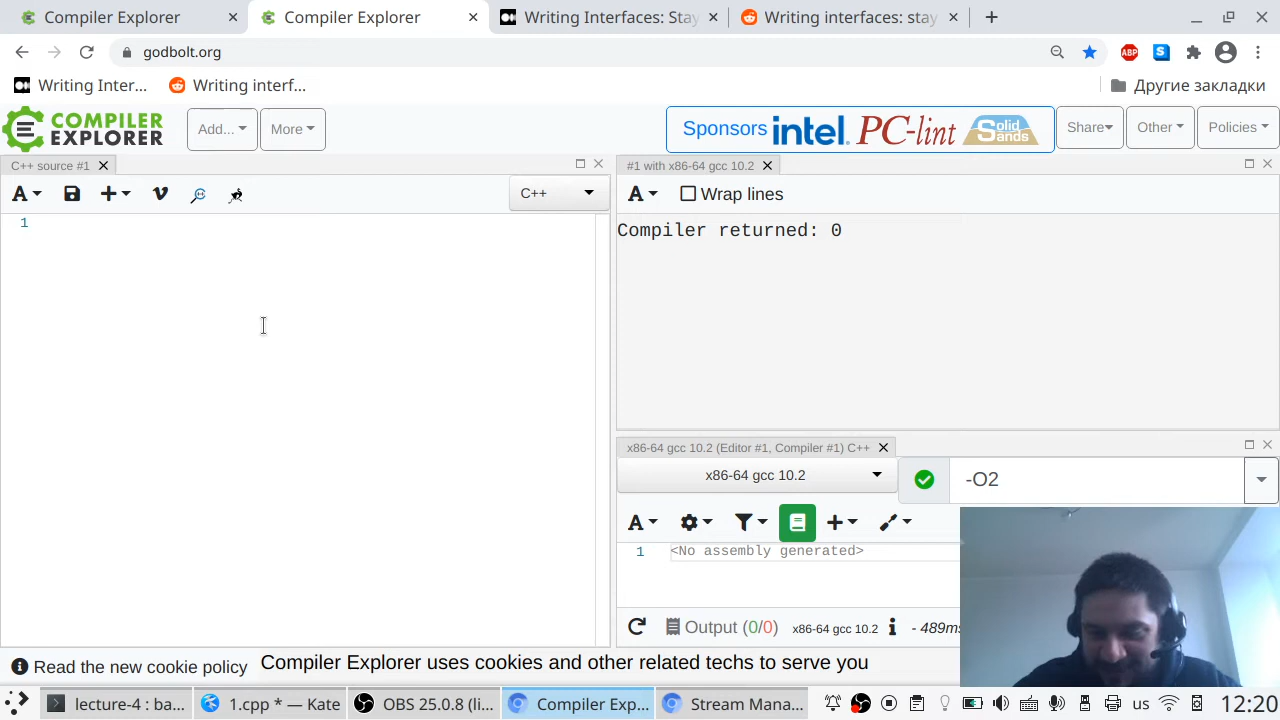 Compiler Explorer
Compiler Explorer
Writing Interfaces: Stay
Writing interfaces: stay
godbolt.org
ABP
S
Writing Inter...
Writing interf...
Другие закладки
COMPILER
EXPLORER
Add...
More
Sponsors intel. PC-lint Solid Sands
Share
Other
Policies
C++ source #1
A
C++
1
#1 with x86-64 gcc 10.2
A
Wrap lines
Compiler returned: 0
x86-64 gcc 10.2 (Editor #1, Compiler #1) C++
x86-64 gcc 10.2
-O2
A
1 <No assembly generated>
Output (0/0) x86-64 gcc 10.2 i - 489ms
Read the new cookie policy
Compiler Explorer uses cookies and other related techs to serve you
lecture-4 : ba...
1.cpp * — Kate
OBS 25.0.8 (li...
Compiler Exp...
Stream Mana...
us
12:20